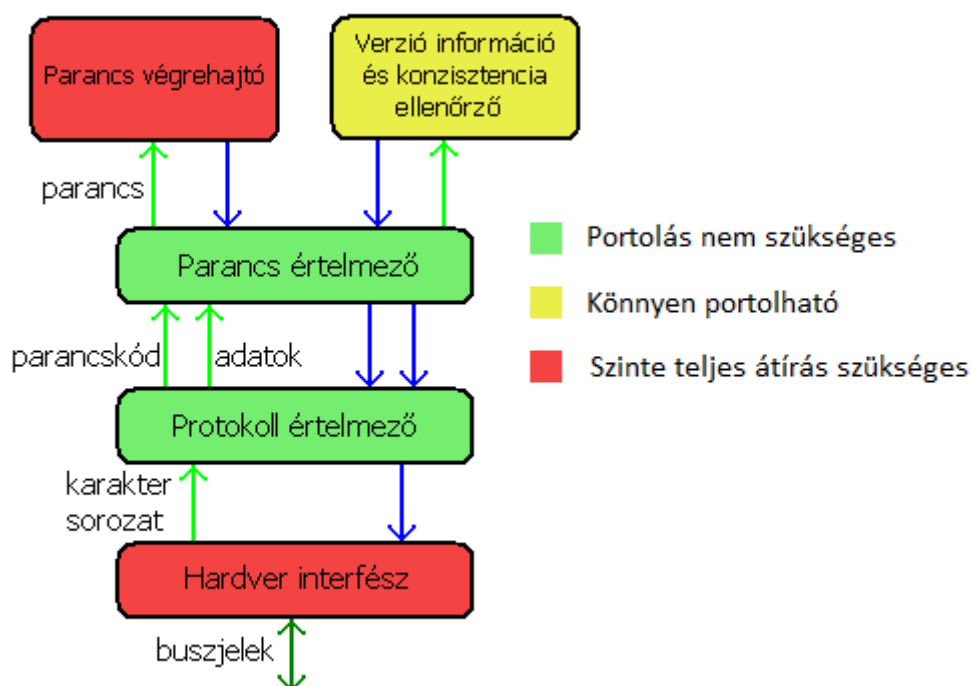 Parancs végrehajtó
Verzió információ
és konzisztencia
ellenőrző
parancs
Parancs értelmező
parancskód
adatok
Protokoll értelmező
karakter
sorozat
Hardver interfész
buszjelek
Portolás nem szükséges
Könnyen portolható
Szinte teljes átírás szükséges